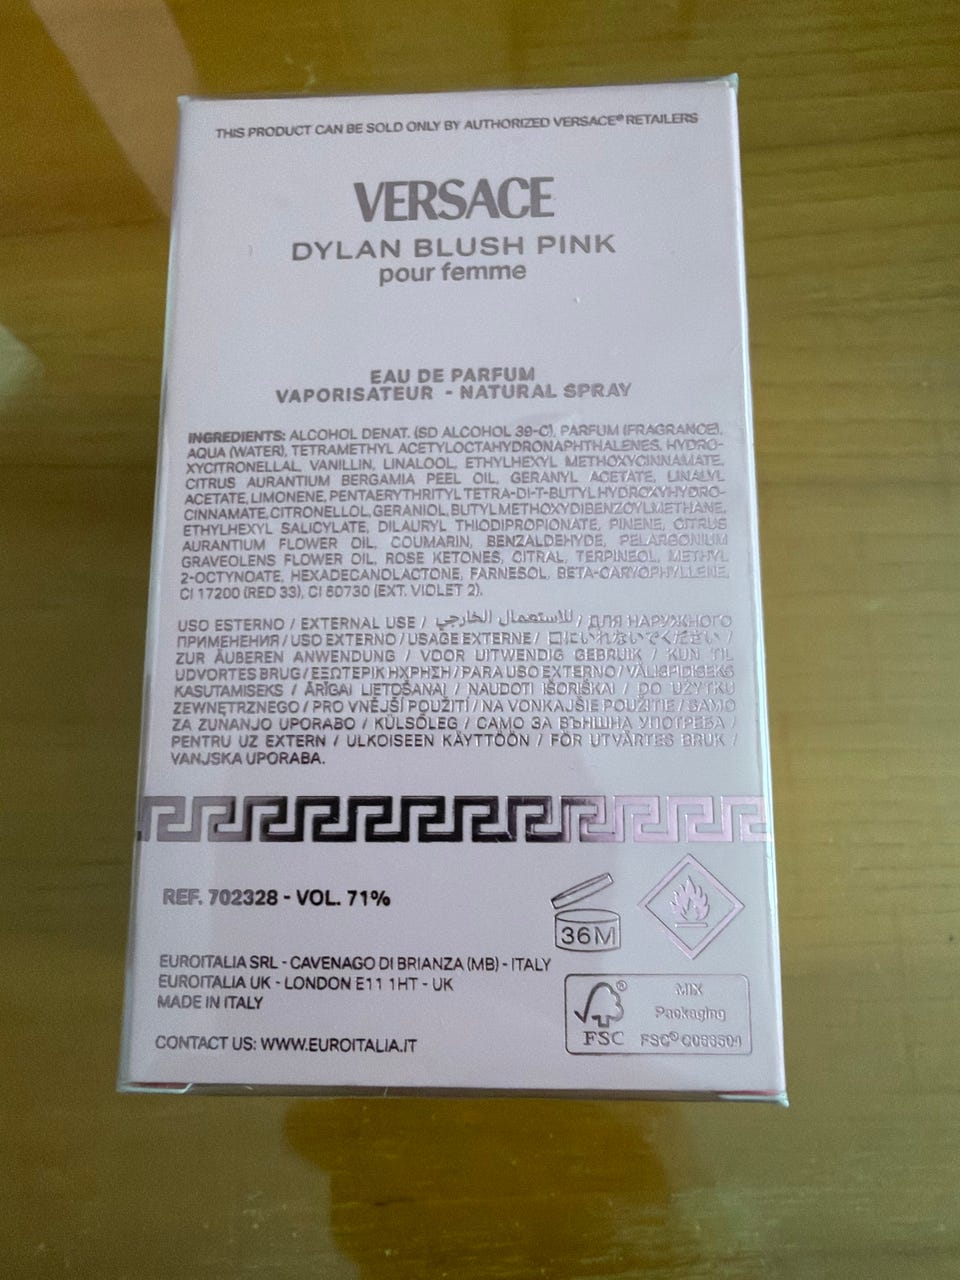 THIS PRODUCT CAN BE SOLD ONLY BY AUTHORIZED VERSACE® RETAILERS
VERSACE
DYLAN BLUSH PINK
pour femme
EAU DE PARFUM
VAPORISATEUR - NATURAL SPRAY
INGREDIENTS: ALCOHOL DENAT. (SD ALCOHOL 39-C), PARFUM (FRAGRANCE),
AQUA (WATER), TETRAMETHYL ACETYLOCTAHYDRONAPHTHALENES, HYDRO-
XYCITRONELLAL, VANILLIN, LINALOOL, ETHYLHEXYL METHOXYCINNAMATE,
CITRUS AURANTIUM BERGAMIA PEEL OIL, GERANYL ACETATE, LINALYL
ACETATE, LIMONENE, PENTAERYTHRITYL TETRA-DI-T-BUTYL HYDROXYHYDRO-
CINNAMATE, CITRONELLOL, GERANIOL, BUTYL METHOXYDIBENZOYLMETHANE,
ETHYLHEXYL SALICYLATE, DILAURYL THIODIPROPIONATE, PINENE, CITRUS
AURANTIUM FLOWER OIL, COUMARIN, BENZALDEHYDE, PELARGONIUM
GRAVEOLENS FLOWER OIL, ROSE KETONES, CITRAL, TERPINEOL, METHYL
2-OCTYNOATE, HEXADECANOLACTONE, FARNESOL, BETA-CARYOPHYLLENE,
CI 17200 (RED 33), CI 60730 (EXT. VIOLET 2).
USO ESTERNO / EXTERNAL USE / للاستعمال الخارجي / ДЛЯ НАРУЖНОГО
ПРИМЕНЕНИЯ / USO EXTERNO / USAGE EXTERNE / 口にいれないでください /
ZUR ÄUßEREN ANWENDUNG / VOOR UITWENDIG GEBRUIK / KUN TIL
UDVORTES BRUG / ΕΞΩΤΕΡΙΚΗ ΧΡΗΣΗ / PARA USO EXTERNO / VÄLISPIDISEKS
KASUTAMISEKS / ĀRĪGAI LIETOŠANAI / NAUDOTI IŠORIŠKAI / DO UŻYTKU
ZEWNĘTRZNEGO / PRO VNĚJŠÍ POUŽITÍ / NA VONKAJŠIE POUŽITIE / SAMO
ZA ZUNANJO UPORABO / KÜLSŐLEG / САМО ЗА ВЪНШНА УПОТРЕБА /
PENTRU UZ EXTERN / ULKOISEEN KÄYTTÖÖN / FÖR UTVÄRTES BRUK /
VANJSKA UPORABA.
REF. 702328 - VOL. 71%
36M
EUROITALIA SRL - CAVENAGO DI BRIANZA (MB) - ITALY
EUROITALIA UK - LONDON E11 1HT - UK
MADE IN ITALY
CONTACT US: WWW.EUROITALIA.IT
FSC
MIX
Packaging
FSC®